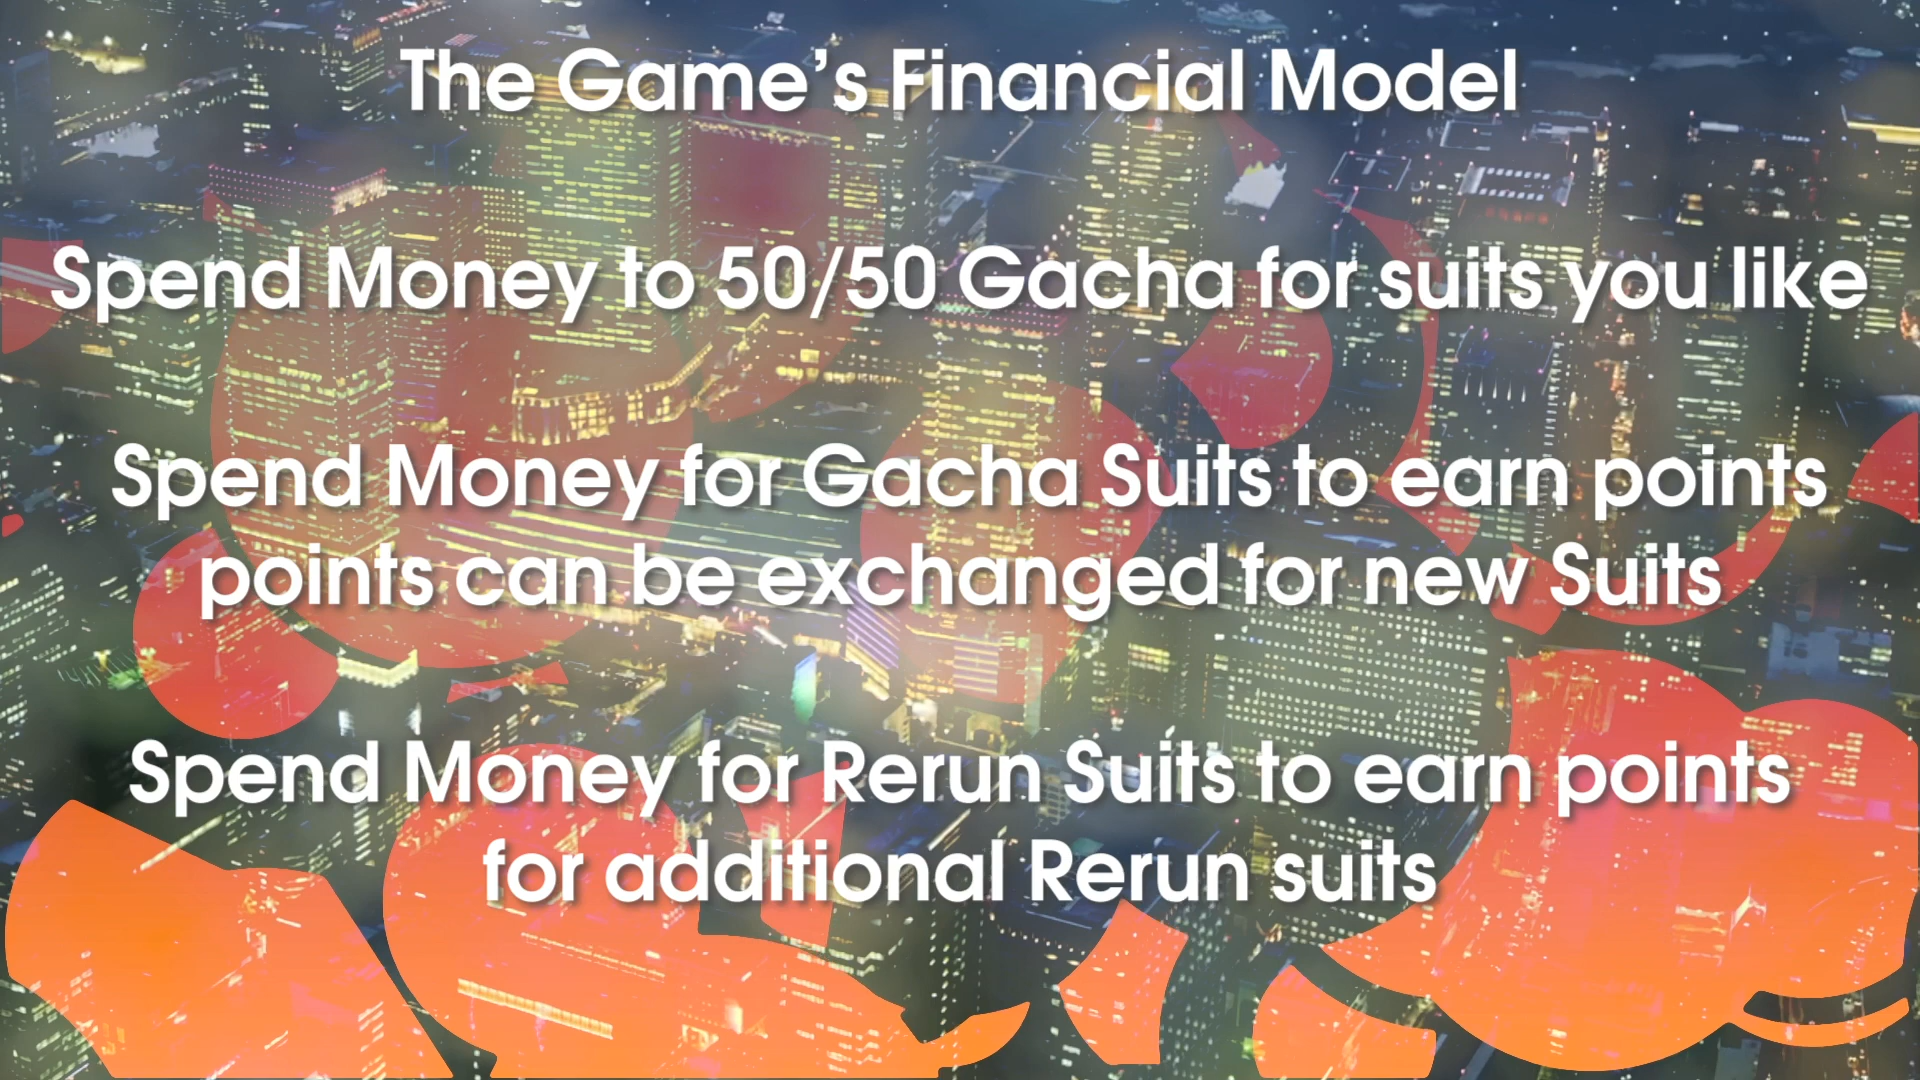 The Game’s Financial Model
Spend Money to 50/50 Gacha for suits you like
Spend Money for Gacha Suits to earn points
points can be exchanged for new Suits
Spend Money for Rerun Suits to earn points
for additional Rerun suits